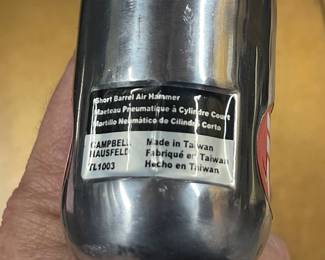 Short Barrel Air Hammer
Marteau Pneumatique à Cylindre Court
Martillo Neumático de Cilindro Corto
CAMPBELL Made in Taiwan
HAUSFELD Fabriqué en Taiwan
TL1003 Hecho en Taiwan